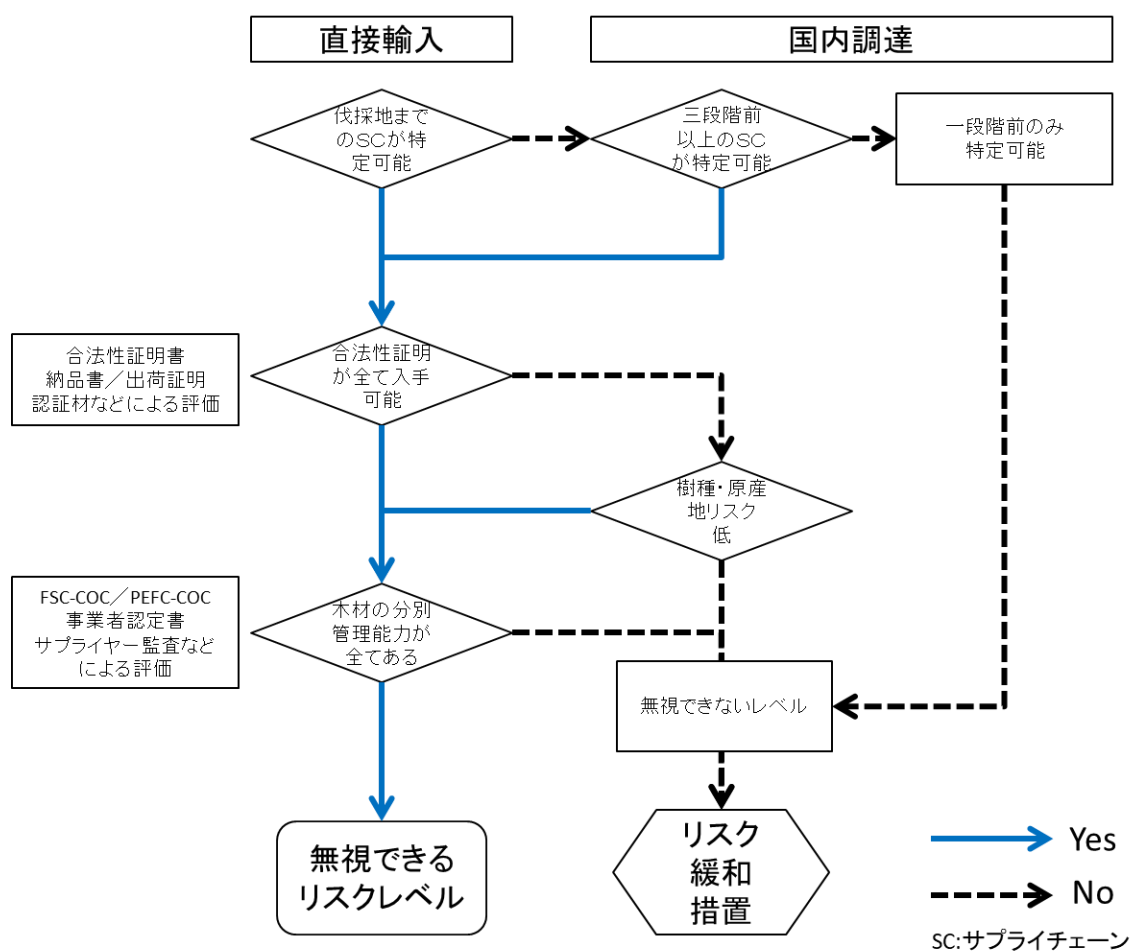 直接輸入
国内調達
伐採地まで
のSCが特
定可能
三段階前
以上のSC
が特定可能
一段階前のみ
特定可能
合法性証明書
納品書／出荷証明
認証材などによる評価
合法性証明
が全て入手
可能
樹種・原産
地リスク
低
FSC-COC／PEFC-COC
事業者認定書
サプライヤー監査など
による評価
木材の分別
管理能力が
全てある
無視できないレベル
無視できる
リスクレベル
リスク
緩和
措置
Yes
No
SC:サプライチェーン